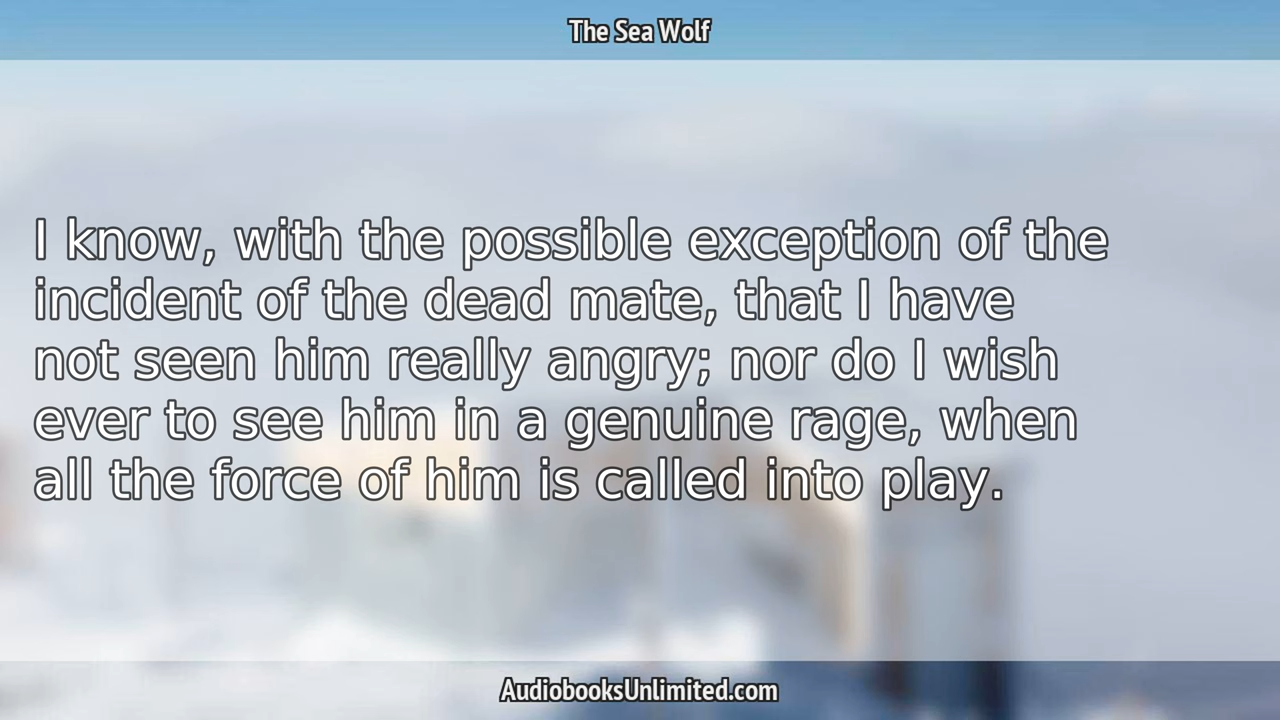 The Sea Wolf
I know, with the possible exception of the
incident of the dead mate, that I have
not seen him really angry; nor do I wish
ever to see him in a genuine rage, when
all the force of him is called into play.
AudiobooksUnlimited.com